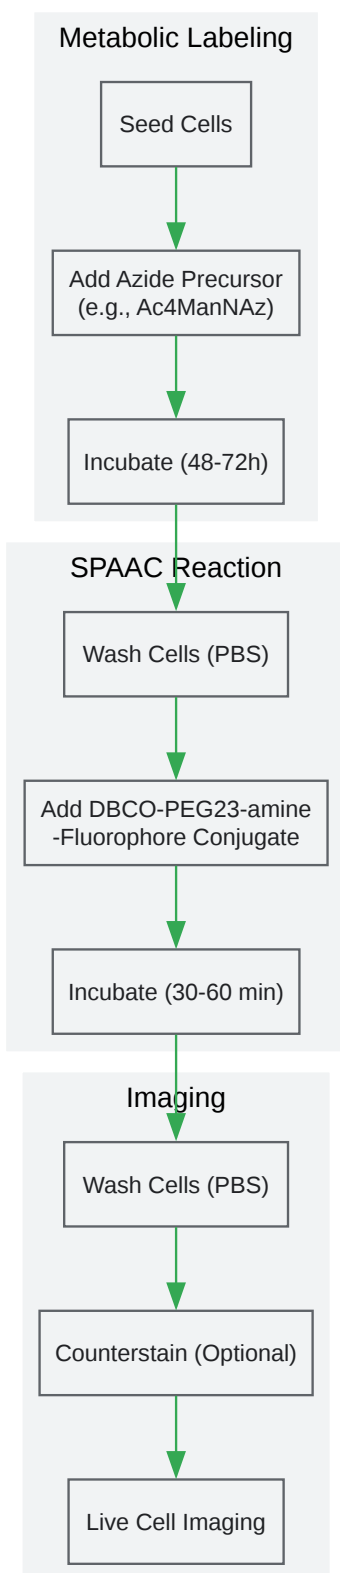 Metabolic Labeling
Seed Cells
Add Azide Precursor
(e.g., Ac4ManNAz)
Incubate (48-72h)
SPAAC Reaction
Wash Cells (PBS)
Add DBCO-PEG23-amine
-Fluorophore Conjugate
Incubate (30-60 min)
Imaging
Wash Cells (PBS)
Counterstain (Optional)
Live Cell Imaging